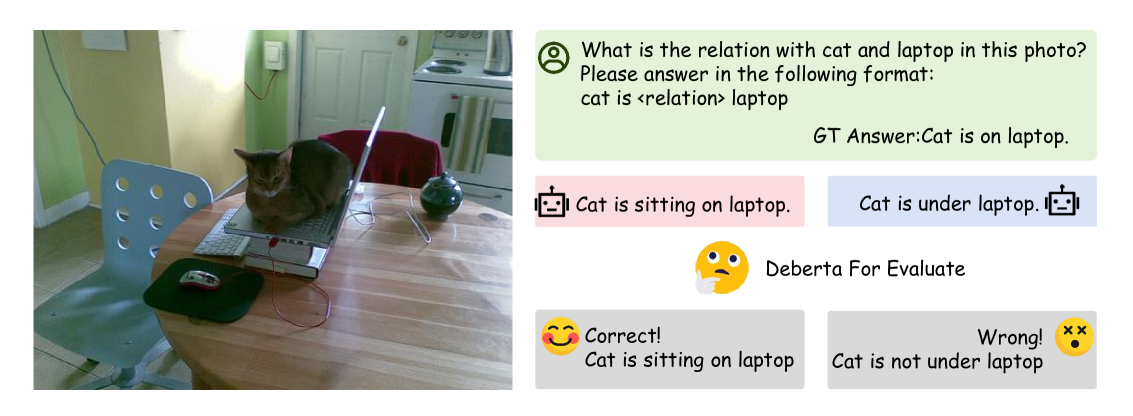 What is the relation with cat and laptop in this photo?
Please answer in the following format:
cat is <relation> laptop
GT Answer:Cat is on laptop.
Cat is sitting on laptop.
Cat is under laptop.
Deberta For Evaluate
Correct!
Cat is sitting on laptop
Wrong!
Cat is not under laptop